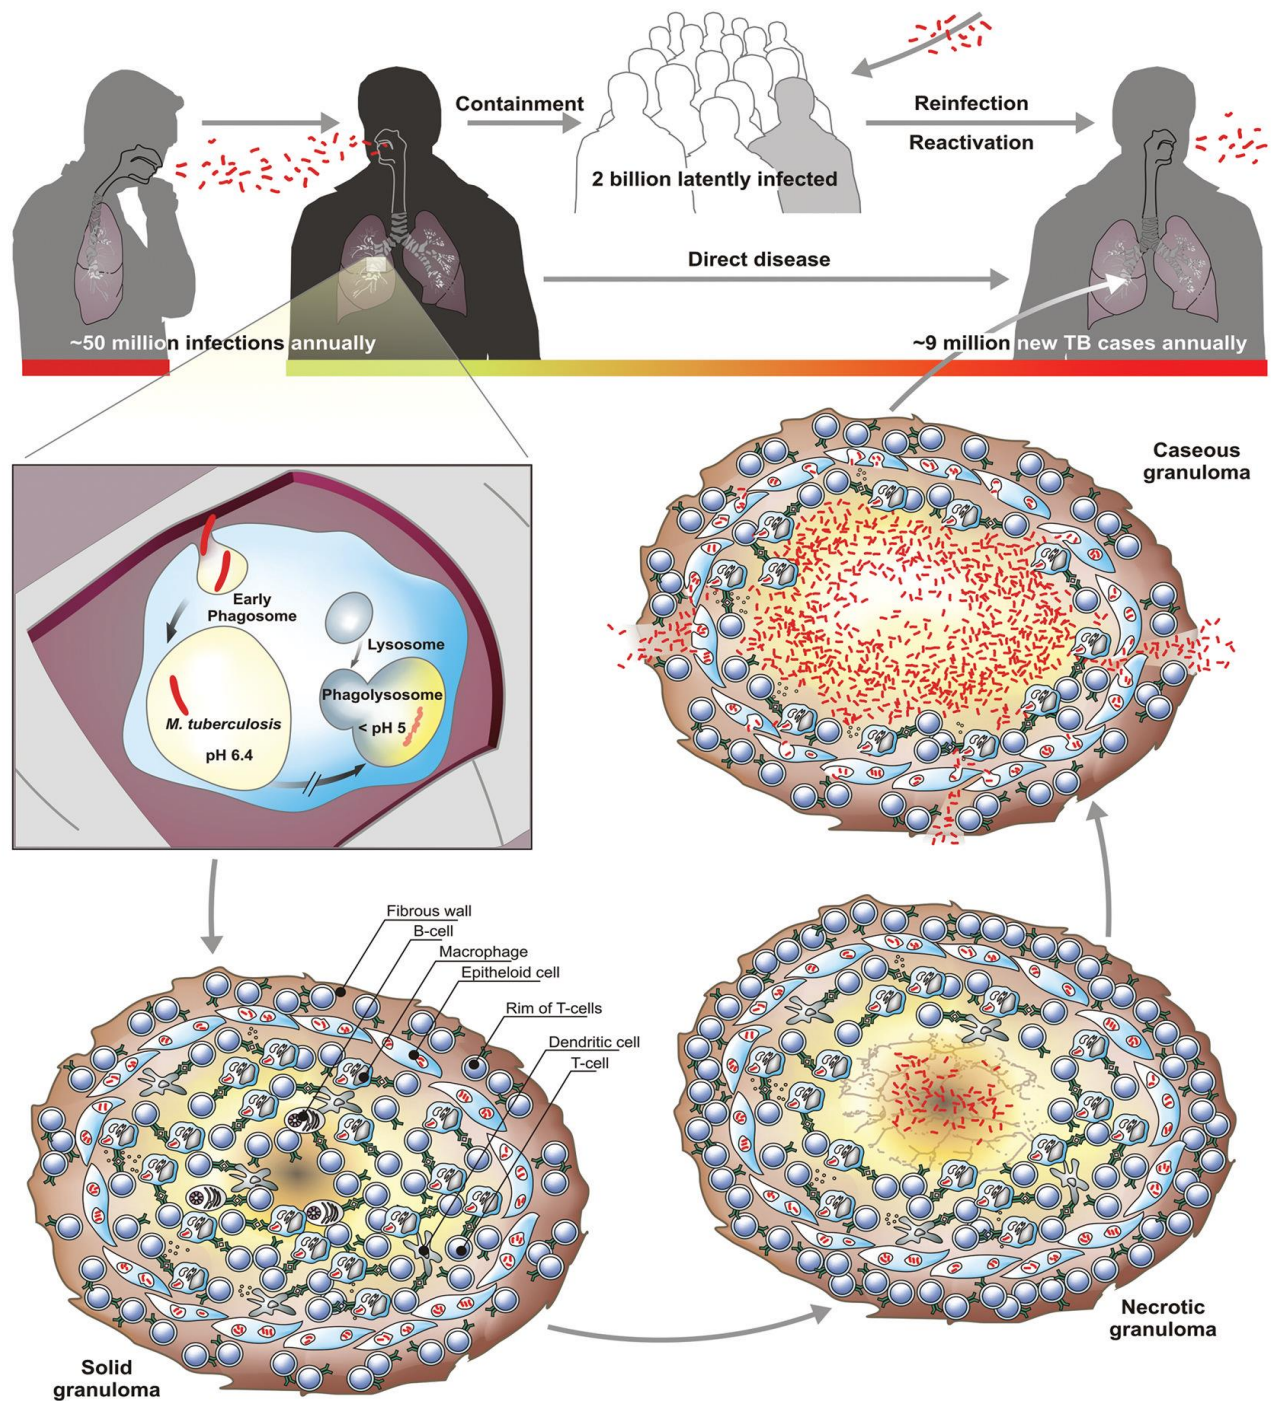 Containment
Reinfection
Reactivation
2 billion latently infected
Direct disease
~50 million infections annually
~9 million new TB cases annually
Caseous
granuloma
Early
Phagosome
Lysosome
Phagolysosome
M. tuberculosis
< pH 5
pH 6.4
Fibrous wall
B-cell
Macrophage
Epitheloid cell
Rim of T-cells
Dendritic cell
T-cell
Necrotic
granuloma
Solid
granuloma